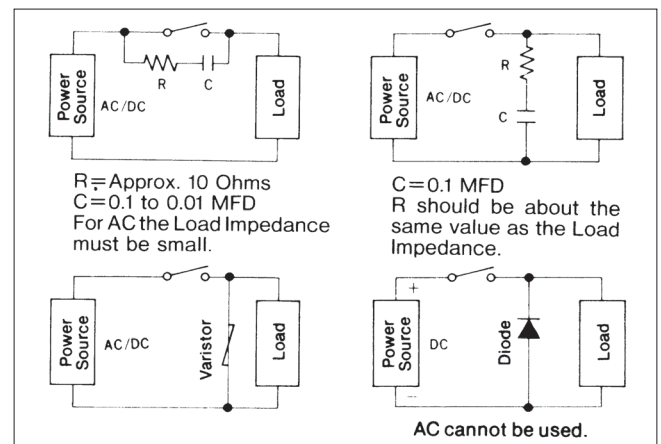 Power Source
AC/DC
R
C
Load
R≒Approx. 10 Ohms
C=0.1 to 0.01 MFD
For AC the Load Impedance
must be small.
Power Source
AC/DC
R
C
Load
C=0.1 MFD
R should be about the
same value as the Load
Impedance.
Power Source
AC/DC
Varistor
Load
Power Source
+
DC
−
Diode
Load
AC cannot be used.